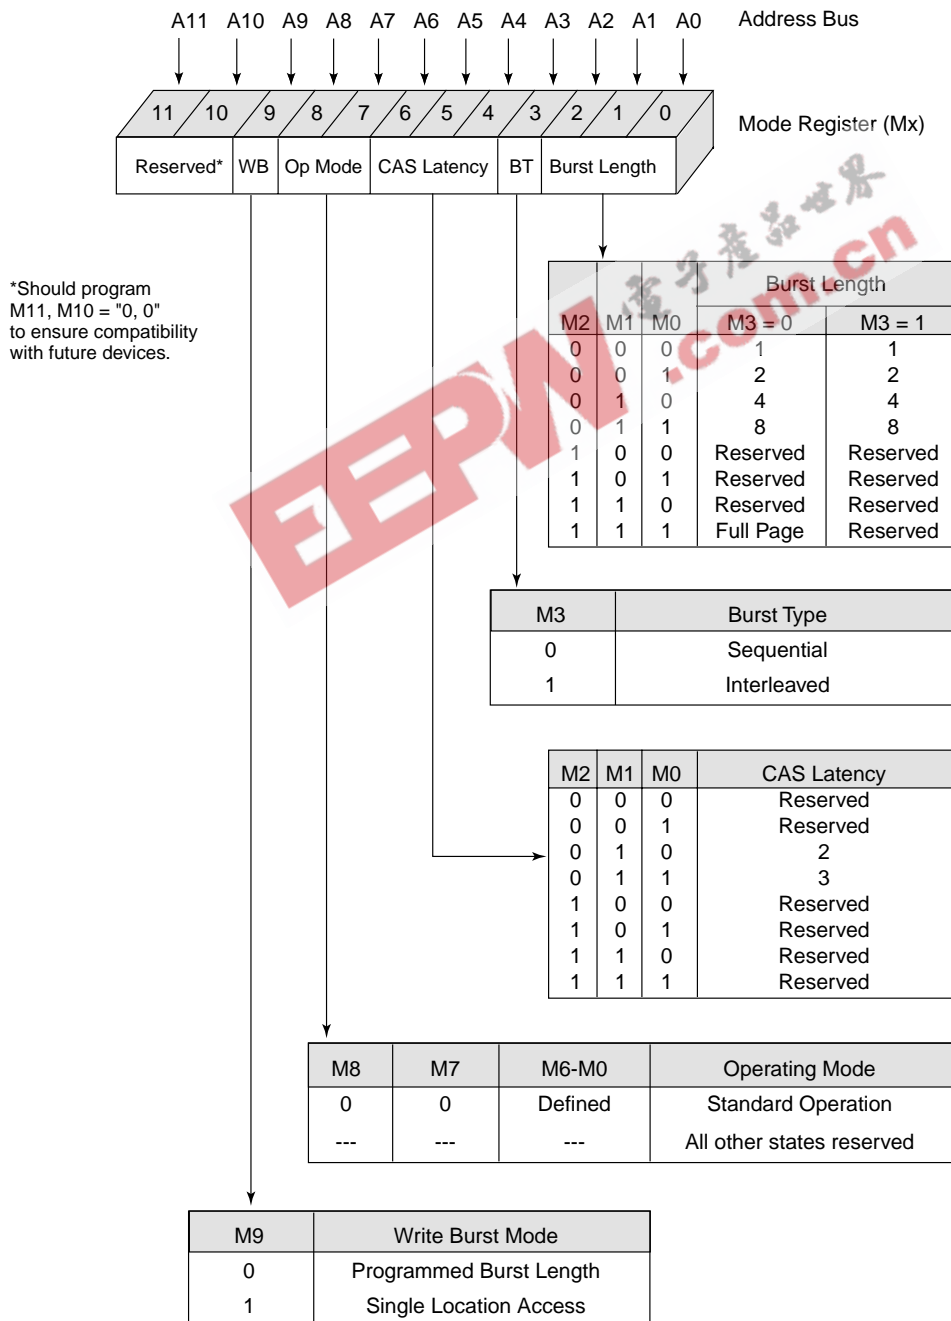 A11 A10 A9 A8 A7 A6 A5 A4 A3 A2 A1 A0 Address Bus
11 10 9 8 7 6 5 4 3 2 1 0 Mode Register (Mx)
Reserved* WB Op Mode CAS Latency BT Burst Length
*Should program
M11, M10 = "0, 0"
to ensure compatibility
with future devices.
電子產品世界
EEPW.com.cn
Burst Length
M2 M1 M0 M3 = 0 M3 = 1
0 0 0 1 1
0 0 1 2 2
0 1 0 4 4
0 1 1 8 8
1 0 0 Reserved Reserved
1 0 1 Reserved Reserved
1 1 0 Reserved Reserved
1 1 1 Full Page Reserved
M3 Burst Type
0 Sequential
1 Interleaved
M2 M1 M0 CAS Latency
0 0 0 Reserved
0 0 1 Reserved
0 1 0 2
0 1 1 3
1 0 0 Reserved
1 0 1 Reserved
1 1 0 Reserved
1 1 1 Reserved
M8 M7 M6-M0 Operating Mode
0 0 Defined Standard Operation
--- --- --- All other states reserved
M9 Write Burst Mode
0 Programmed Burst Length
1 Single Location Access